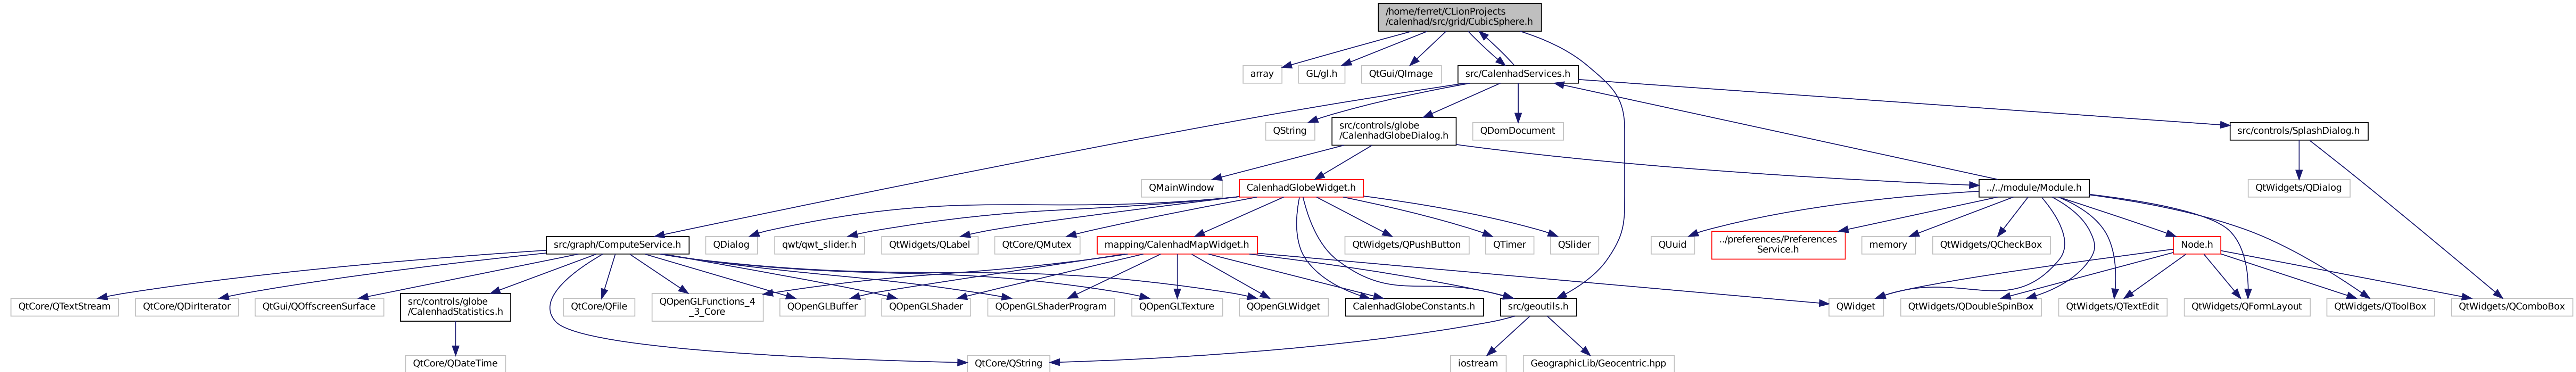 /home/ferret/CLionProjects
/calenhad/src/grid/CubicSphere.h
array
GL/gl.h
QtGui/QImage
src/CalenhadServices.h
QString
src/controls/globe
/CalenhadGlobeDialog.h
QDomDocument
src/controls/SplashDialog.h
QMainWindow
CalenhadGlobeWidget.h
../../module/Module.h
QtWidgets/QDialog
src/graph/ComputeService.h
QDialog
qwt/qwt_slider.h
QtWidgets/QLabel
QtCore/QMutex
mapping/CalenhadMapWidget.h
QtWidgets/QPushButton
QTimer
QSlider
QUuid
../preferences/Preferences
Service.h
memory
QtWidgets/QCheckBox
Node.h
QtCore/QTextStream
QtCore/QDirIterator
QtGui/QOffscreenSurface
src/controls/globe
/CalenhadStatistics.h
QtCore/QFile
QOpenGLFunctions_4
_3_Core
QOpenGLBuffer
QOpenGLShader
QOpenGLShaderProgram
QOpenGLTexture
QOpenGLWidget
CalenhadGlobeConstants.h
src/geoutils.h
QWidget
QtWidgets/QDoubleSpinBox
QtWidgets/QTextEdit
QtWidgets/QFormLayout
QtWidgets/QToolBox
QtWidgets/QComboBox
QtCore/QDateTime
QtCore/QString
iostream
GeographicLib/Geocentric.hpp